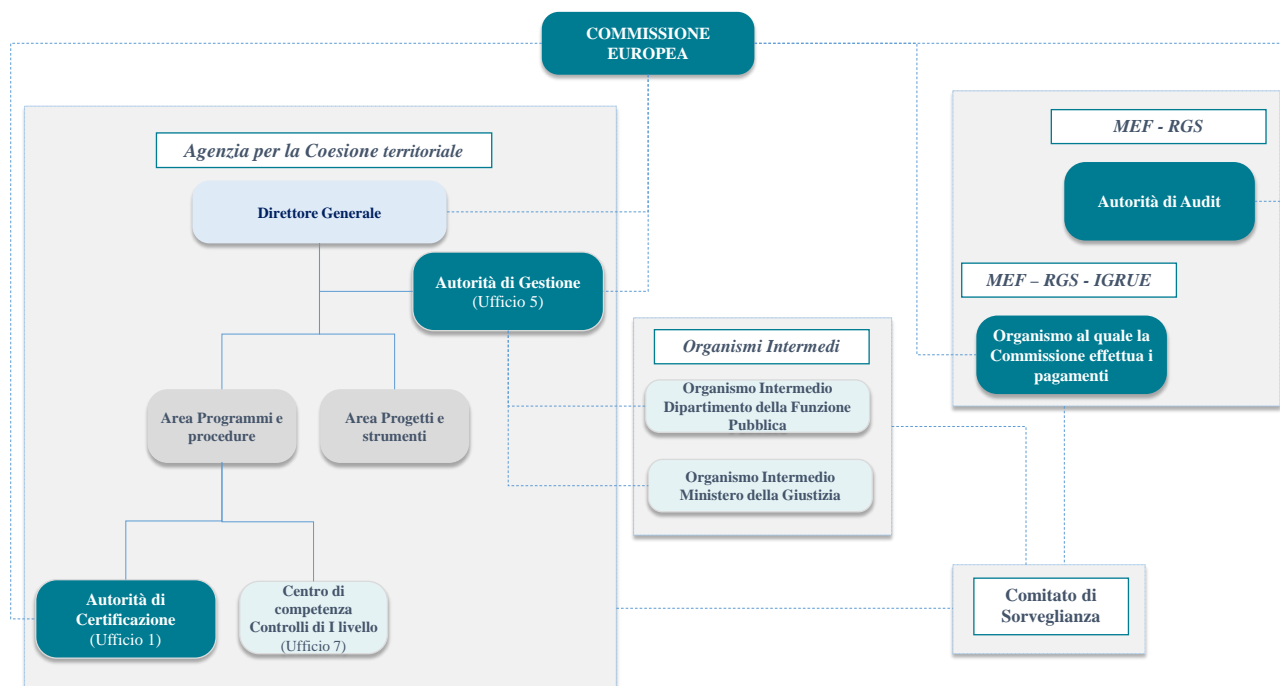 COMMISSIONE
EUROPEA
Agenzia per la Coesione territoriale
Direttore Generale
Autorità di Gestione
(Ufficio 5)
Area Programmi e
procedure
Area Progetti e
strumenti
Autorità di
Certificazione
(Ufficio 1)
Centro di
competenza
Controlli di I livello
(Ufficio 7)
Organismi Intermedi
Organismo Intermedio
Dipartimento della Funzione
Pubblica
Organismo Intermedio
Ministero della Giustizia
MEF - RGS
Autorità di Audit
MEF – RGS - IGRUE
Organismo al quale la
Commissione effettua i
pagamenti
Comitato di
Sorveglianza